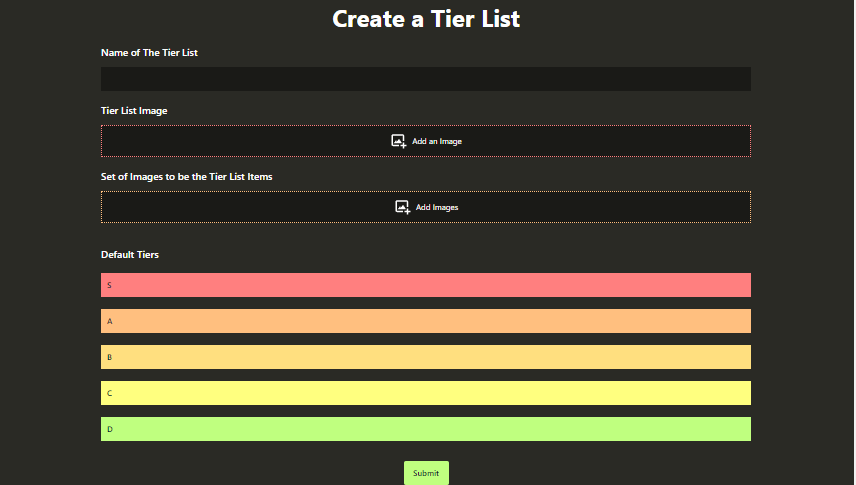 Create a Tier List
Name of The Tier List
Tier List Image
Add an Image
Set of Images to be the Tier List Items
Add Images
Default Tiers
S
A
B
C
D
Submit